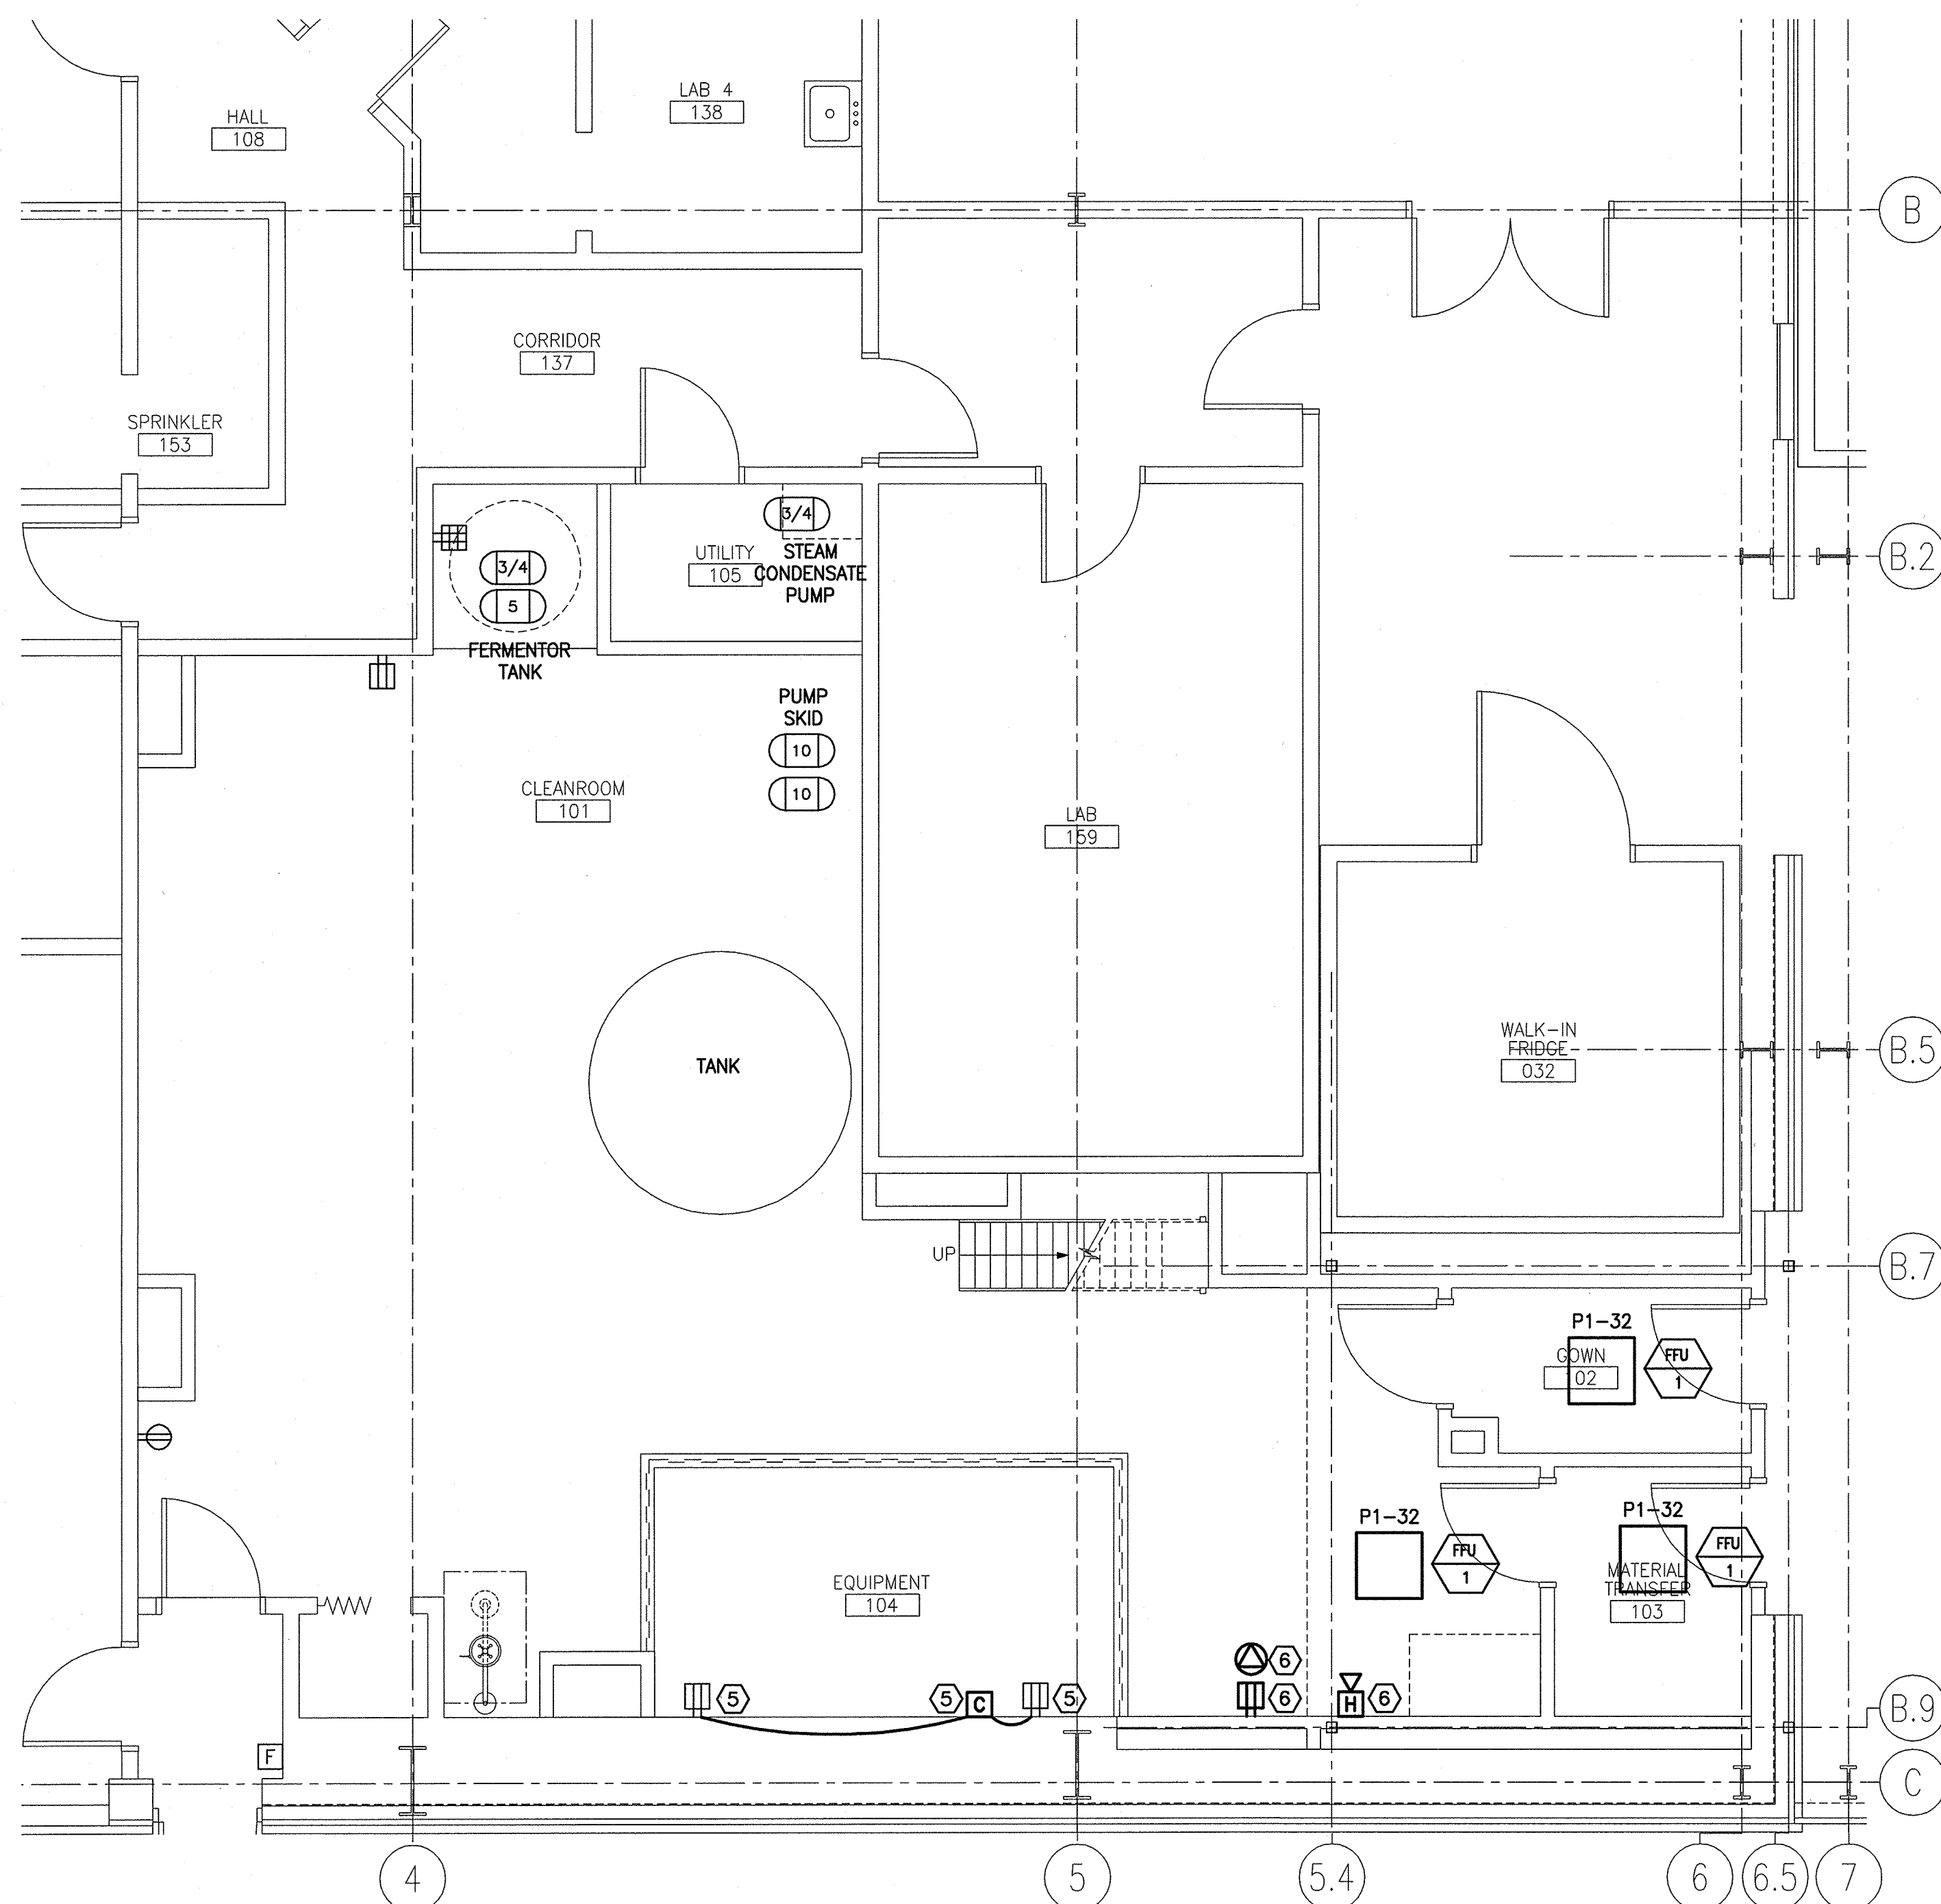 LAB 4
138
HALL
108
B
CORRIDOR
137
SPRINKLER
153
3/4
UTILITY
105
STEAM
CONDENSATE
PUMP
B.2
3/4
5
FERMENTOR
TANK
PUMP
SKID
10
10
CLEANROOM
101
LAB
159
WALK-IN
FRIDGE
032
B.5
TANK
UP
B.7
P1-32
GOWN
102
FFU
1
P1-32
FFU
1
P1-32
FFU
1
MATERIAL
TRANSFER
103
EQUIPMENT
104
6
5
5
C
5
6
H
6
B.9
F
C
4
5
5.4
6
6.5
7